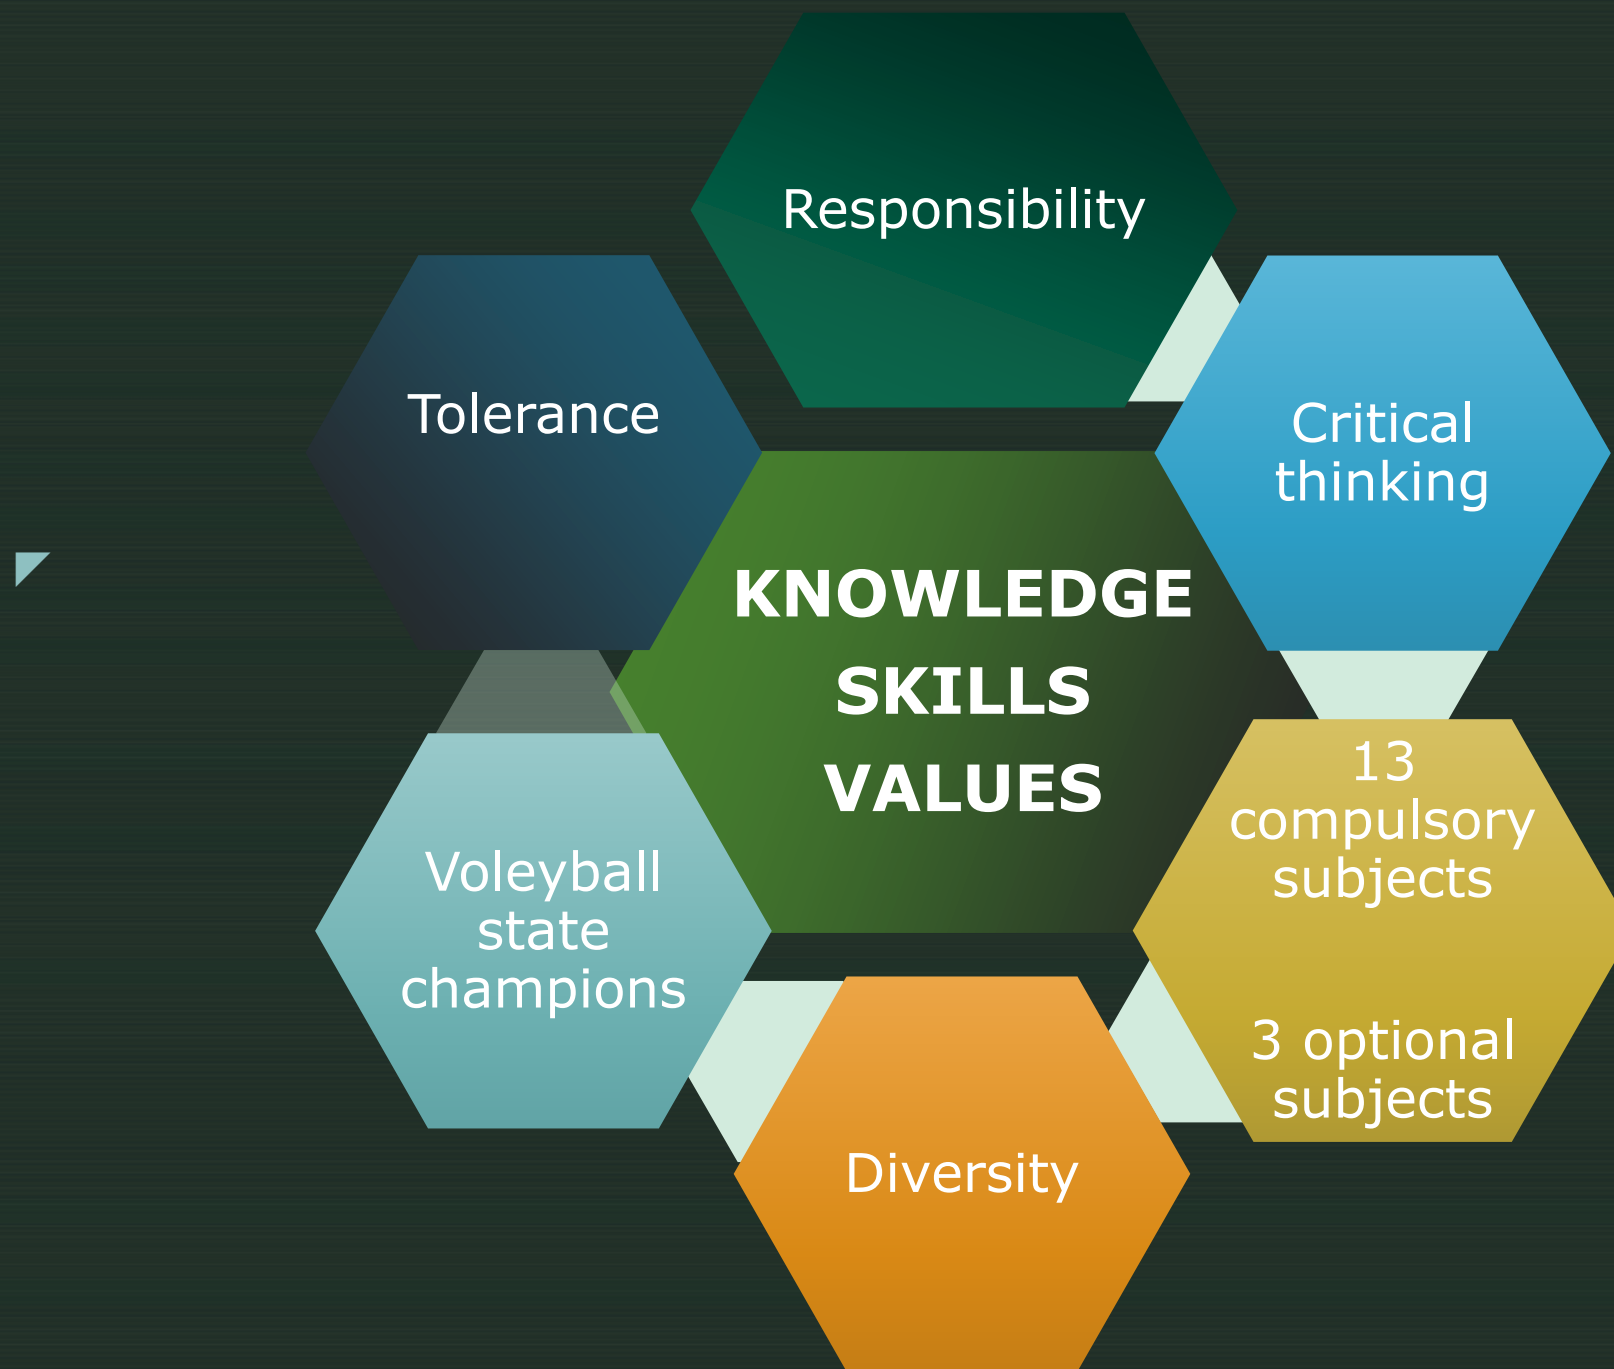 Responsibility
Tolerance
Critical
thinking
KNOWLEDGE
SKILLS
VALUES
13
compulsory
subjects
3 optional
subjects
Voleyball
state
champions
Diversity